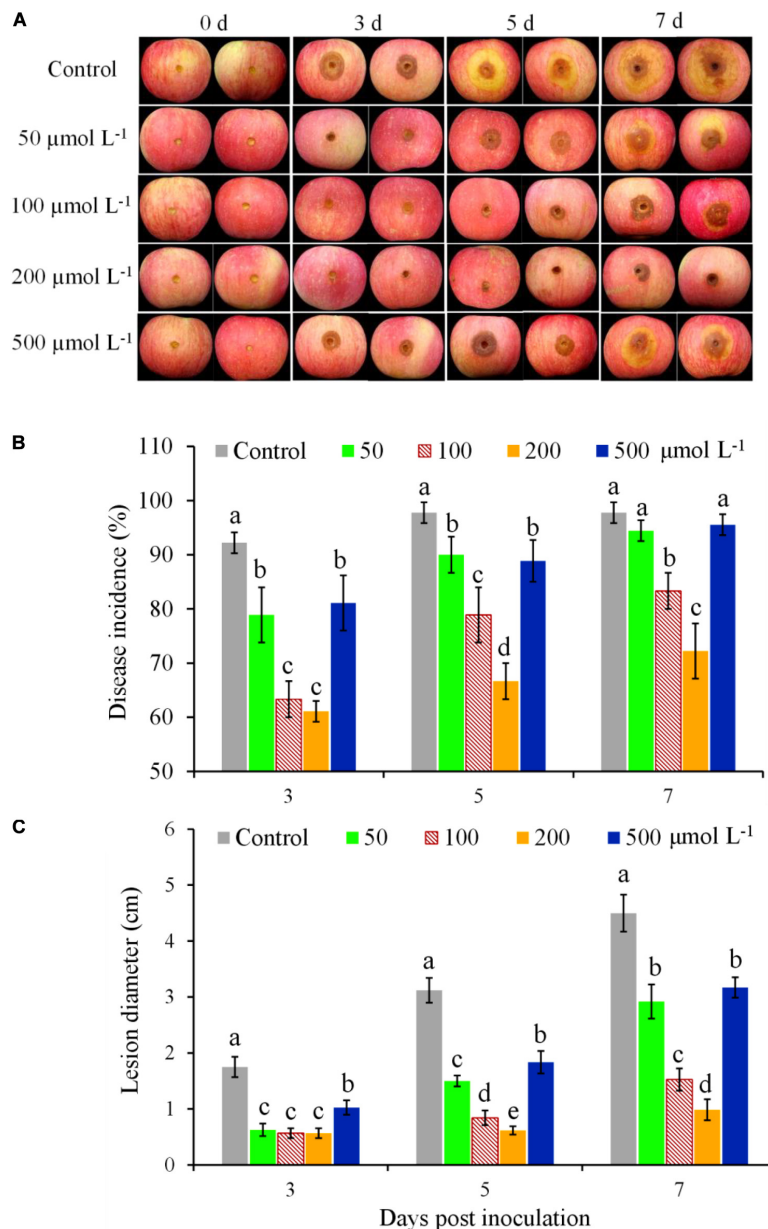 A
0 d 3 d 5 d 7 d
Control
50 µmol L⁻¹
100 µmol L⁻¹
200 µmol L⁻¹
500 µmol L⁻¹
B
110
100
90
80
70
60
50
Disease incidence (%)
Control 50 100 200 500 µmol L⁻¹
a b c c b
a b c d b
a a b c a
3 5 7
C
6
5
4
3
2
1
0
Lesion diameter (cm)
Control 50 100 200 500 µmol L⁻¹
a c c c b
a c d e b
a b c d b
3 5 7
Days post inoculation